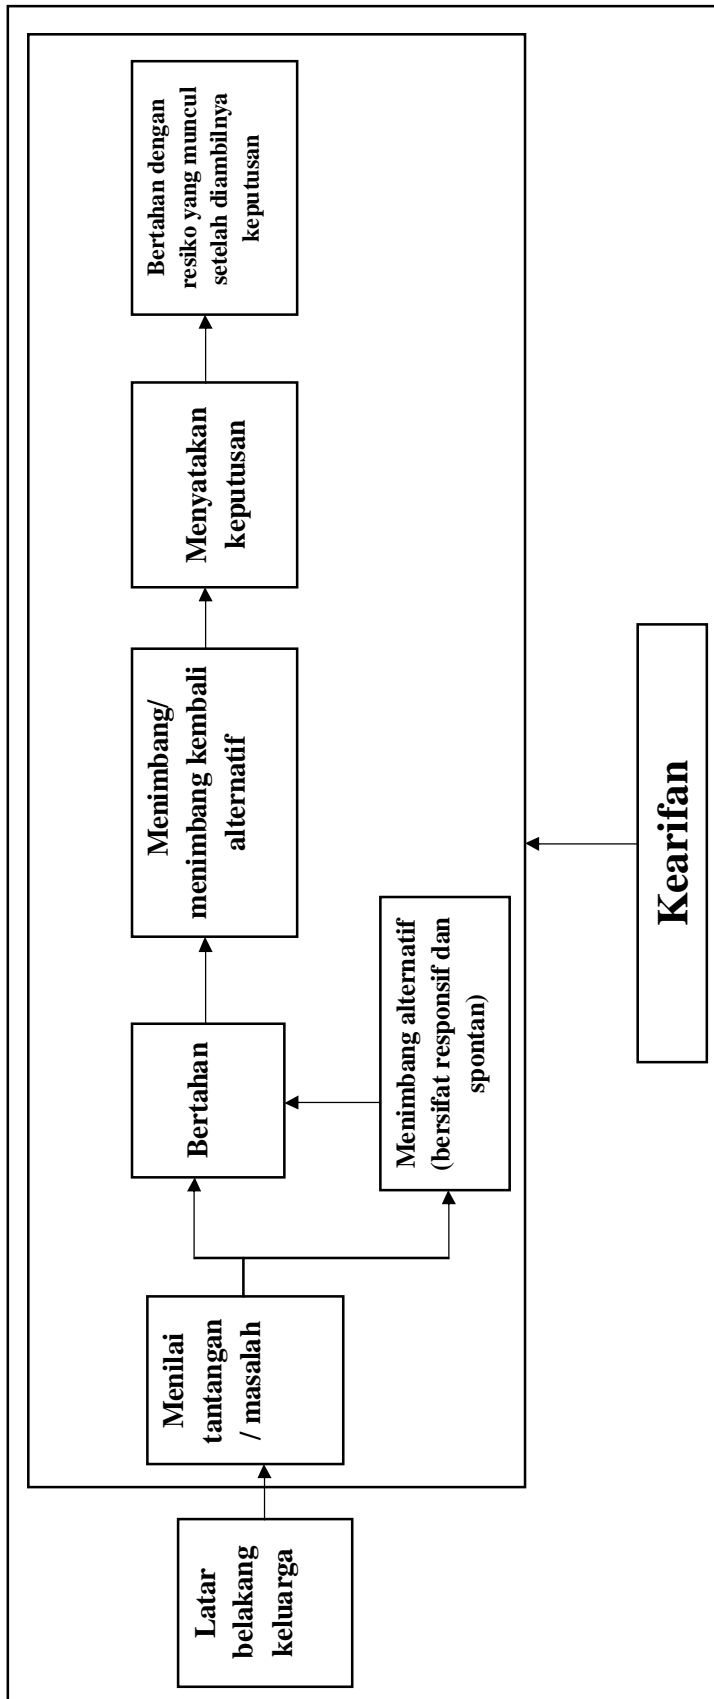 Latar
belakang
keluarga
Menilai
tantangan
/ masalah
Bertahan
Menimbang alternatif
(bersifat responsif dan
spontan)
Menimbang/
menimbang kembali
alternatif
Menyatakan
keputusan
Bertahan dengan
resiko yang muncul
setelah diambilnya
keputusan
Kearifan